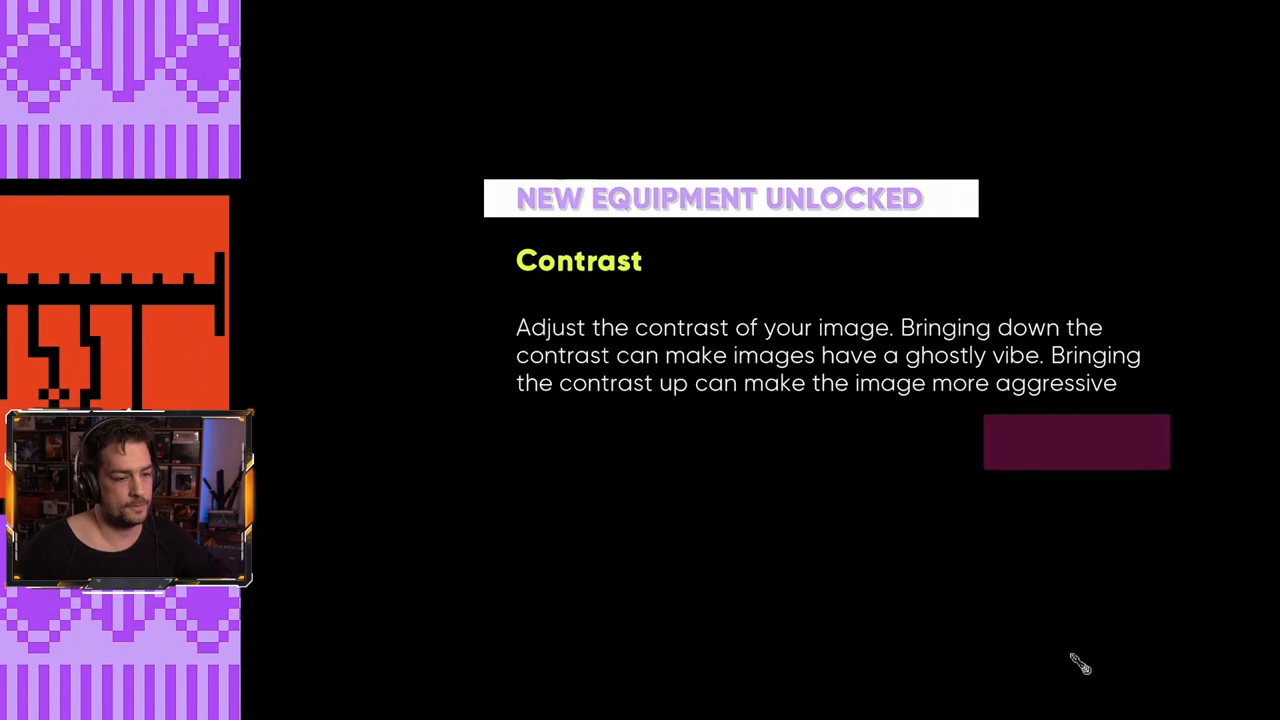 NEW EQUIPMENT UNLOCKED
Contrast
Adjust the contrast of your image. Bringing down the
contrast can make images have a ghostly vibe. Bringing
the contrast up can make the image more aggressive